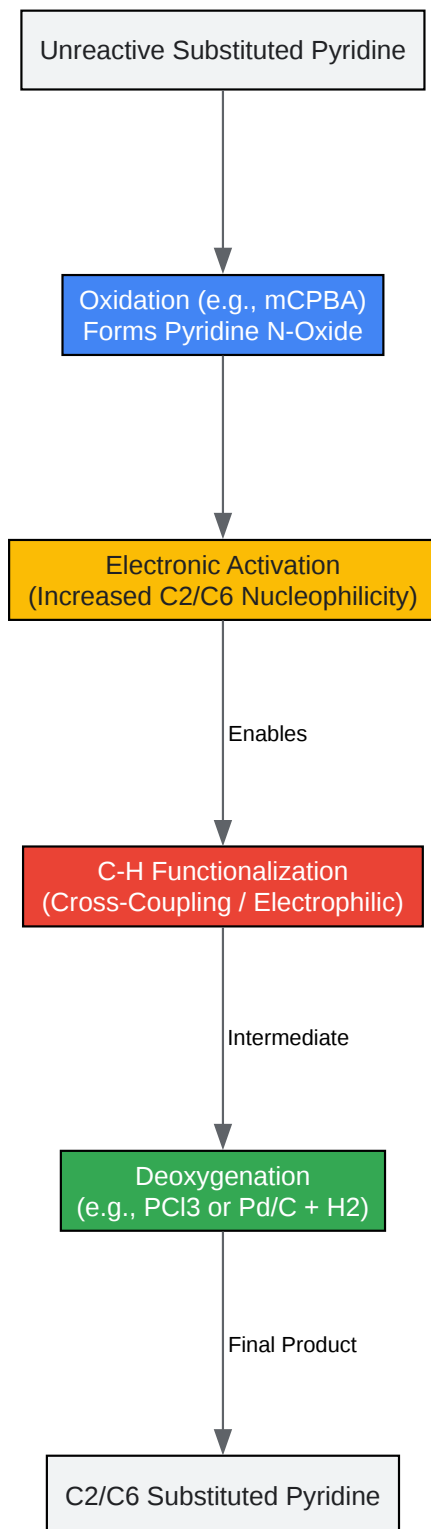 Unreactive Substituted Pyridine
Oxidation (e.g., mCPBA)
Forms Pyridine N-Oxide
Electronic Activation
(Increased C2/C6 Nucleophilicity)
Enables
C-H Functionalization
(Cross-Coupling / Electrophilic)
Intermediate
Deoxygenation
(e.g., PCl3 or Pd/C + H2)
Final Product
C2/C6 Substituted Pyridine